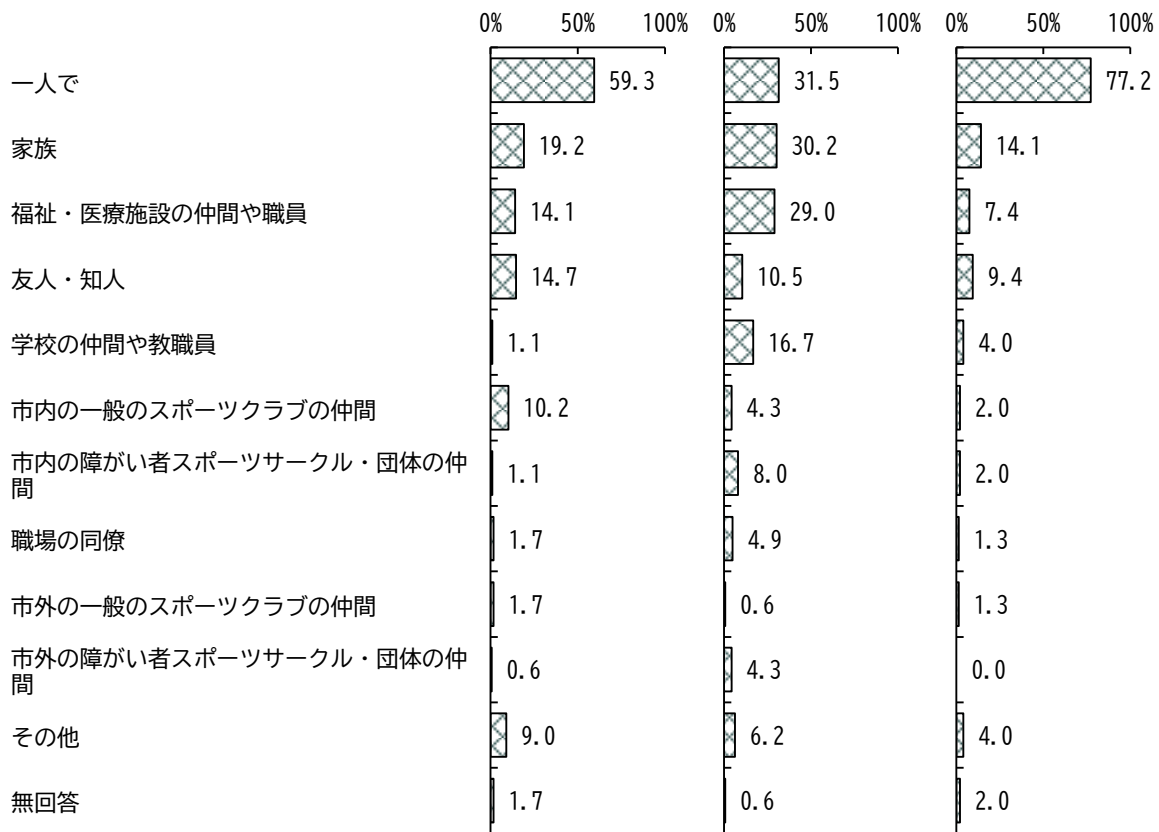 0% 50% 100% 0% 50% 100% 0% 50% 100%
一人で 59.3 31.5 77.2
家族 19.2 30.2 14.1
福祉・医療施設の仲間や職員 14.1 29.0 7.4
友人・知人 14.7 10.5 9.4
学校の仲間や教職員 1.1 16.7 4.0
市内の一般のスポーツクラブの仲間 10.2 4.3 2.0
市内の障がい者スポーツサークル・団体の仲
間 1.1 8.0 2.0
職場の同僚 1.7 4.9 1.3
市外の一般のスポーツクラブの仲間 1.7 0.6 1.3
市外の障がい者スポーツサークル・団体の仲
間 0.6 4.3 0.0
その他 9.0 6.2 4.0
無回答 1.7 0.6 2.0